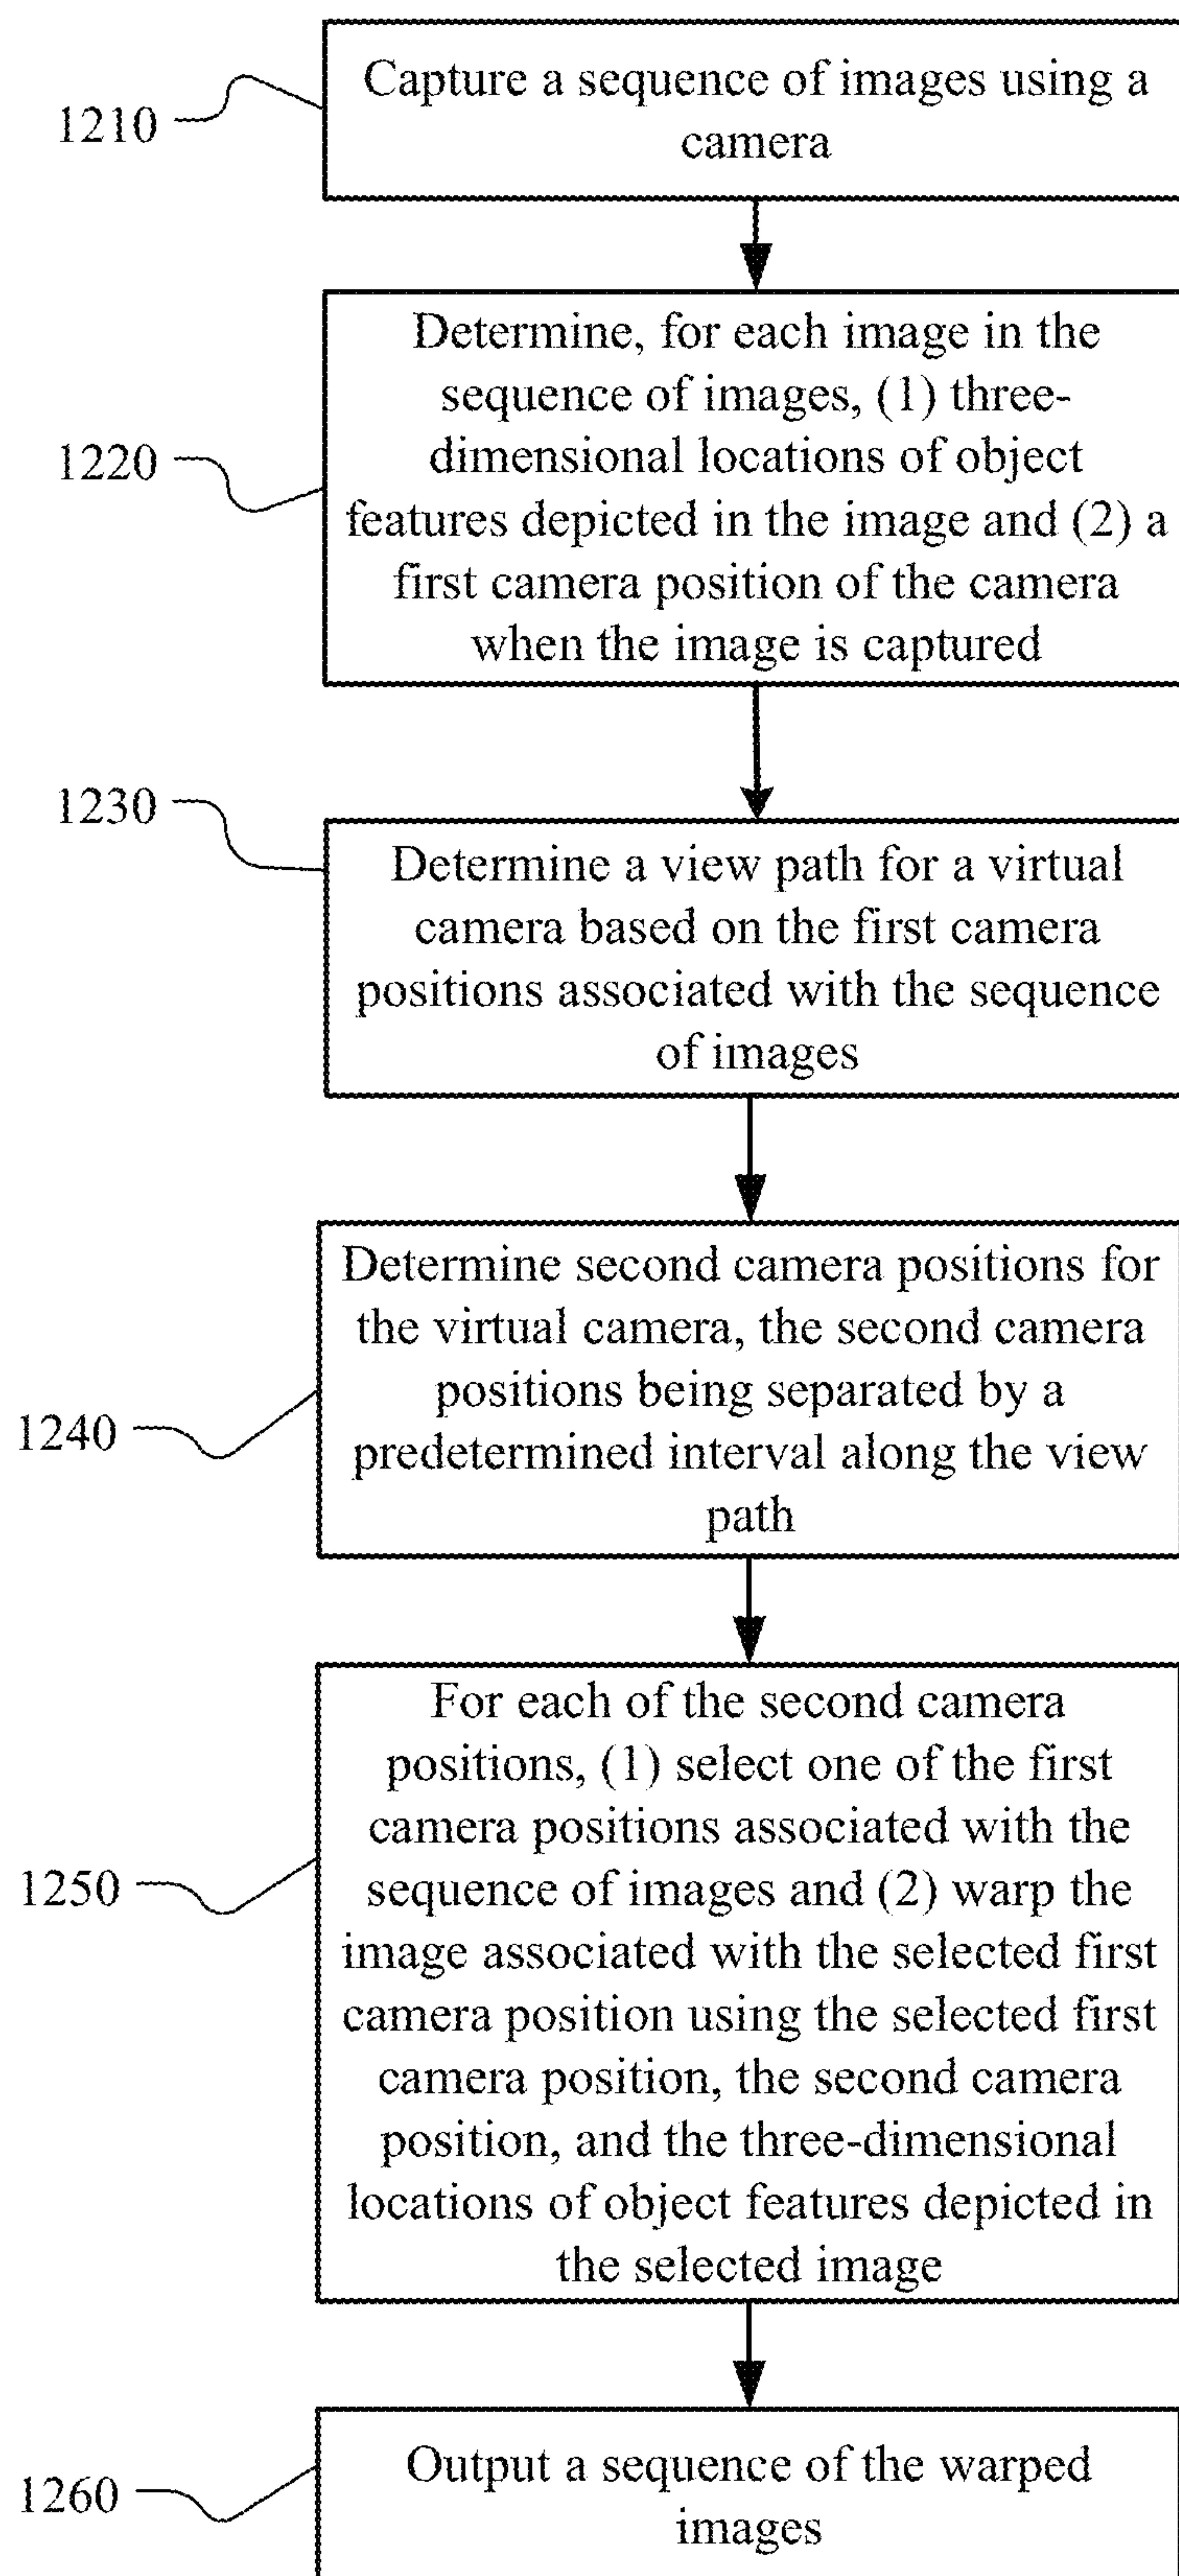 1210
Capture a sequence of images using a
camera
1220
Determine, for each image in the
sequence of images, (1) three-
dimensional locations of object
features depicted in the image and (2) a
first camera position of the camera
when the image is captured
1230
Determine a view path for a virtual
camera based on the first camera
positions associated with the sequence
of images
1240
Determine second camera positions for
the virtual camera, the second camera
positions being separated by a
predetermined interval along the view
path
1250
For each of the second camera
positions, (1) select one of the first
camera positions associated with the
sequence of images and (2) warp the
image associated with the selected first
camera position using the selected first
camera position, the second camera
position, and the three-dimensional
locations of object features depicted in
the selected image
1260
Output a sequence of the warped
images